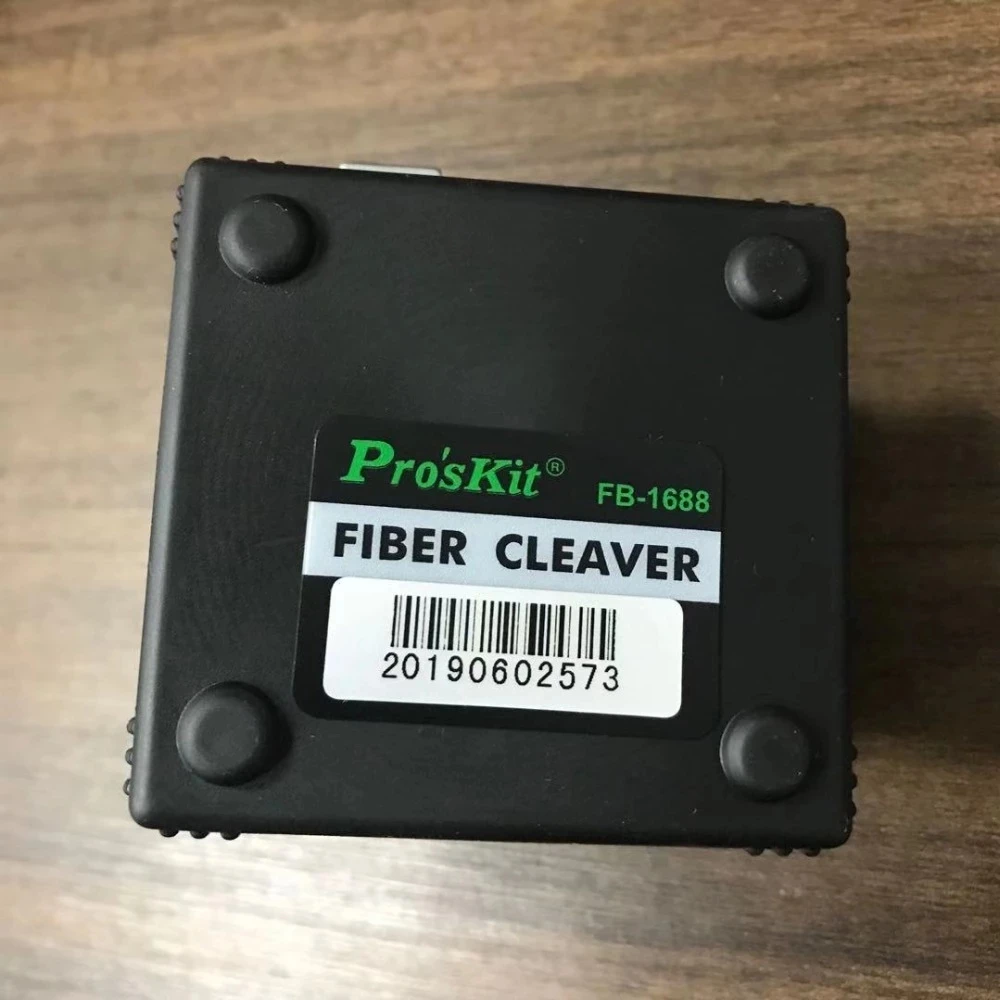 Pro'sKit®
FB-1688
FIBER CLEAVER
20190602573